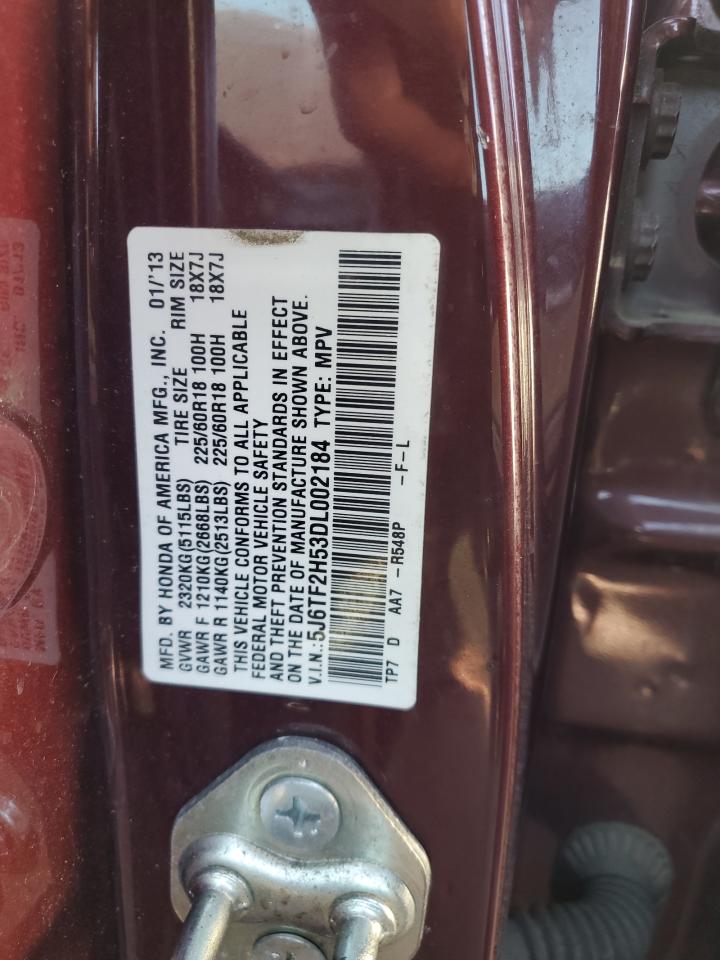 MFD. BY HONDA OF AMERICA MFG., INC. 01/'13
GVWR 2320KG(5115LBS) TIRE SIZE RIM SIZE
GAWR F 1210KG(2668LBS) 225/60R18 100H 18X7J
GAWR R 1140KG(2513LBS) 225/60R18 100H 18X7J
THIS VEHICLE CONFORMS TO ALL APPLICABLE
FEDERAL MOTOR VEHICLE SAFETY
AND THEFT PREVENTION STANDARDS IN EFFECT
ON THE DATE OF MANUFACTURE SHOWN ABOVE.
V.I.N.:5J6TF2H53DL002184 TYPE: MPV
TP7 D AA7 -R548P -F-L